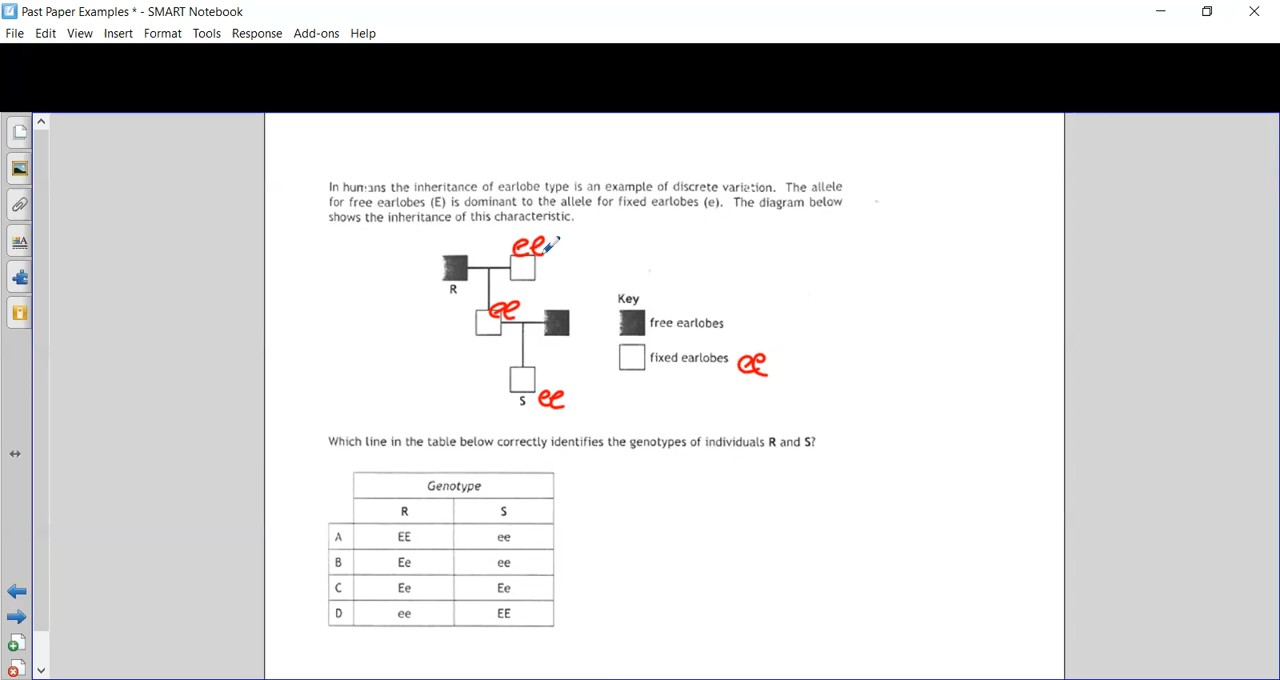 Past Paper Examples * - SMART Notebook
File Edit View Insert Format Tools Response Add-ons Help
In humans the inheritance of earlobe type is an example of discrete variation. The allele
for free earlobes (E) is dominant to the allele for fixed earlobes (e). The diagram below
shows the inheritance of this characteristic.
ee
R
ee
Key
free earlobes
fixed earlobes ee
S ee
Which line in the table below correctly identifies the genotypes of individuals R and S?
Genotype
R S
A EE ee
B Ee ee
C Ee Ee
D ee EE